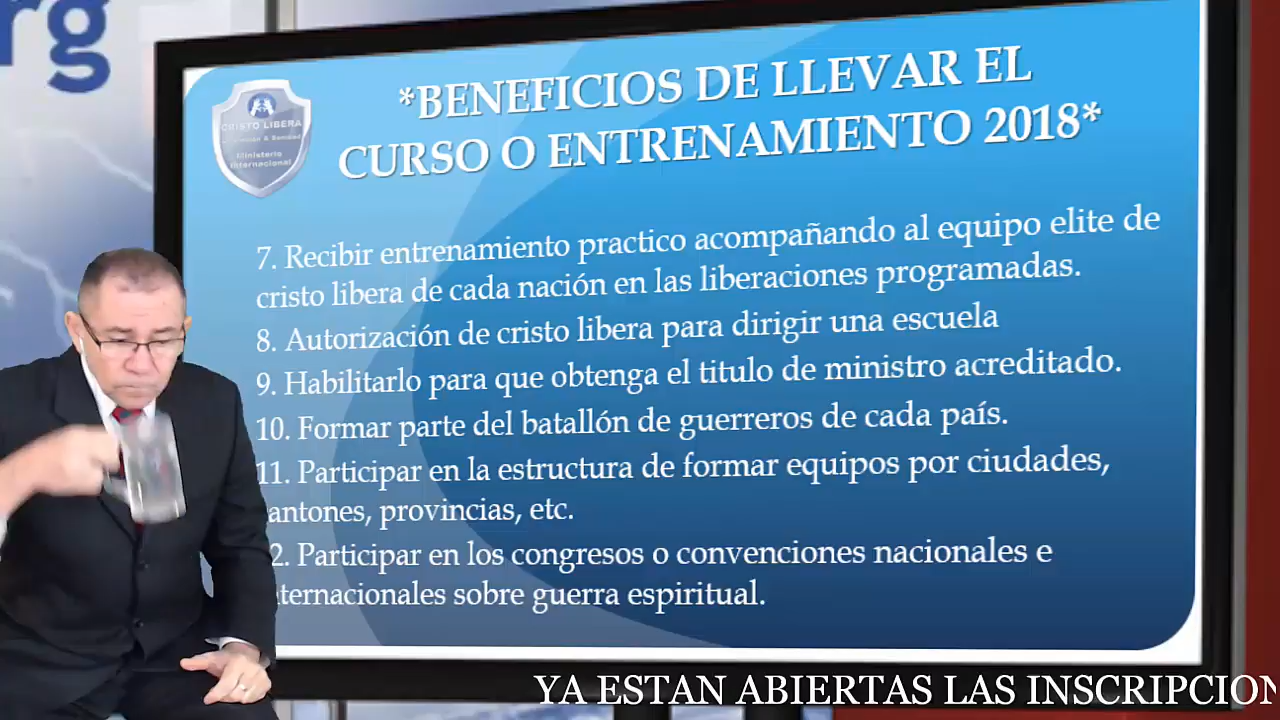 rg
*BENEFICIOS DE LLEVAR EL
CURSO O ENTRENAMIENTO 2018*
CRISTO LIBERA
Ministerio
Internacional
7. Recibir entrenamiento practico acompañando al equipo elite de
cristo libera de cada nación en las liberaciones programadas.
8. Autorización de cristo libera para dirigir una escuela
9. Habilitarlo para que obtenga el titulo de ministro acreditado.
10. Formar parte del batallón de guerreros de cada país.
11. Participar en la estructura de formar equipos por ciudades,
antones, provincias, etc.
2. Participar en los congresos o convenciones nacionales e
ternacionales sobre guerra espiritual.
YA ESTAN ABIERTAS LAS INSCRIPCION